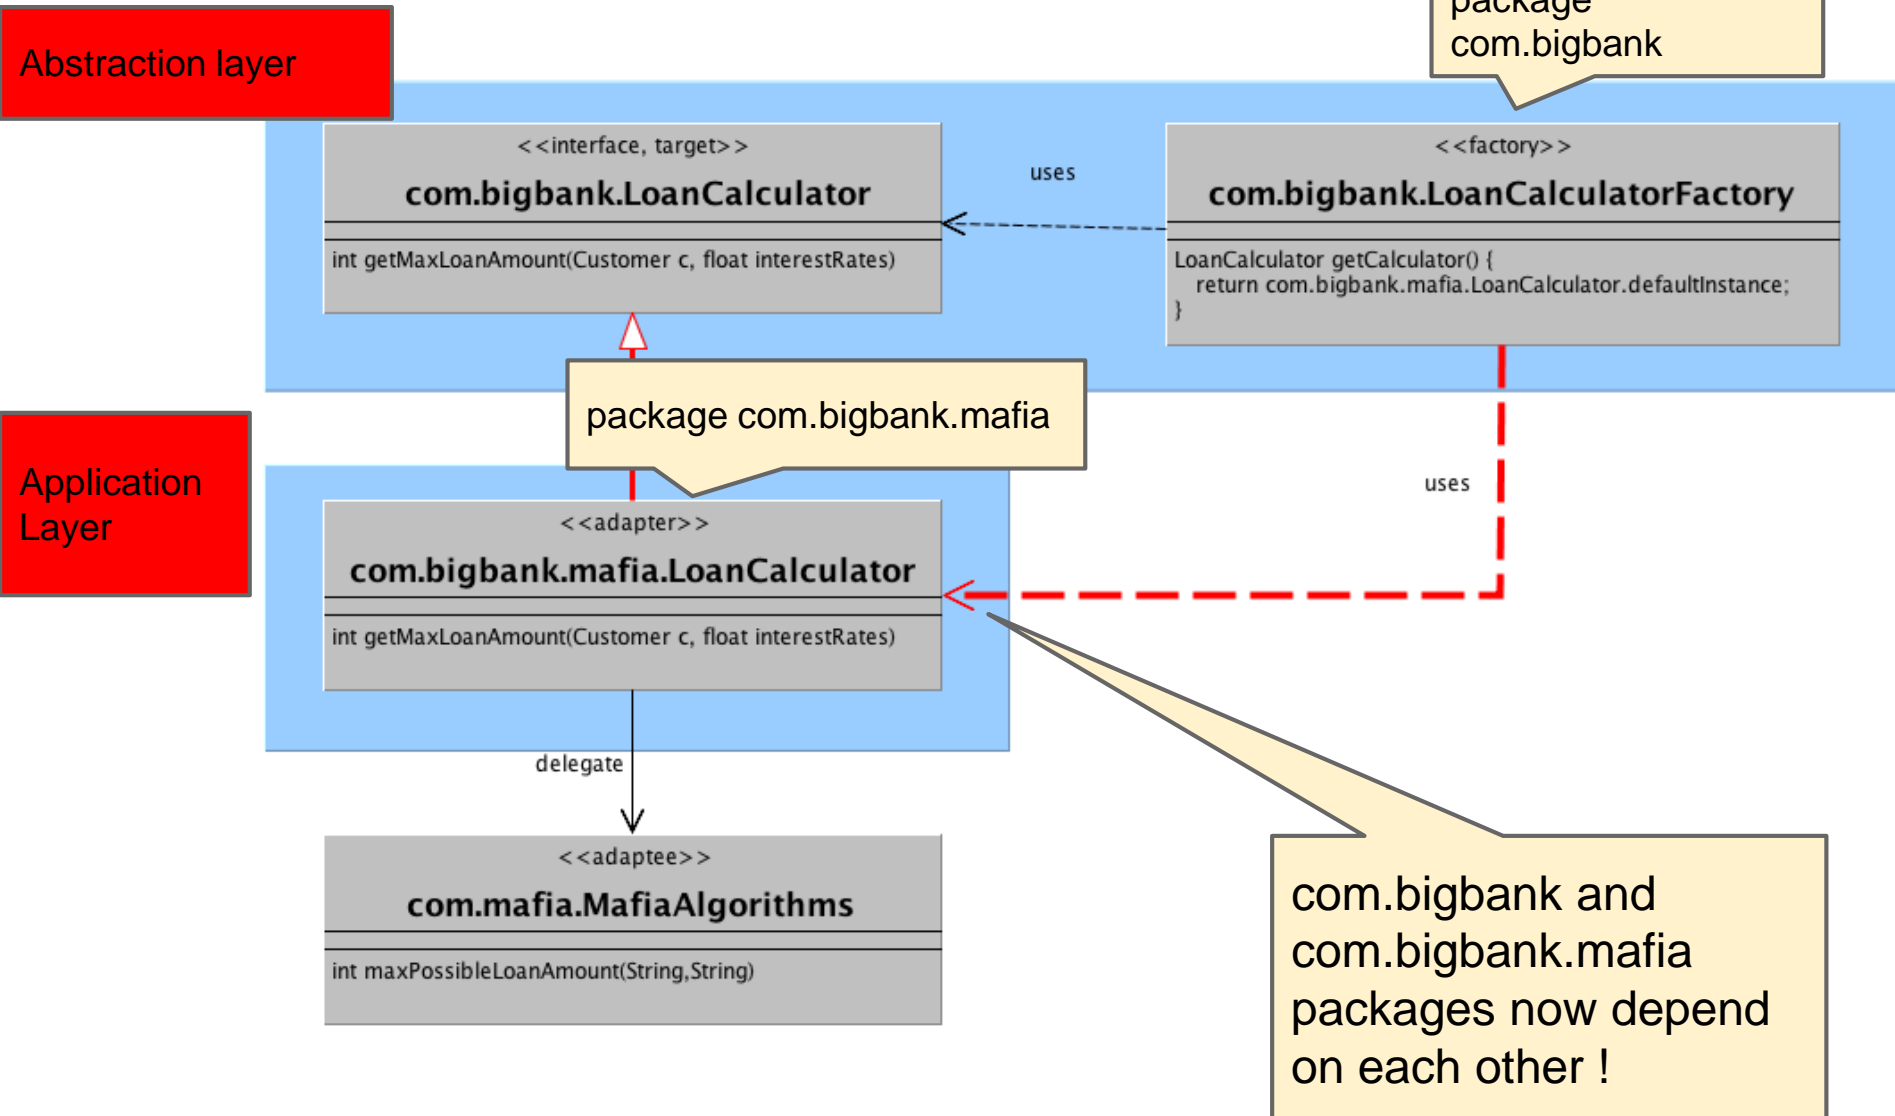 package
com.bigbank
Abstraction layer
<<interface, target>>
com.bigbank.LoanCalculator
int getMaxLoanAmount(Customer c, float interestRates)
uses
<<factory>>
com.bigbank.LoanCalculatorFactory
LoanCalculator getCalculator() {
return com.bigbank.mafia.LoanCalculator.defaultInstance;
}
package com.bigbank.mafia
Application
Layer
<<adapter>>
com.bigbank.mafia.LoanCalculator
int getMaxLoanAmount(Customer c, float interestRates)
uses
delegate
<<adaptee>>
com.mafia.MafiaAlgorithms
int maxPossibleLoanAmount(String,String)
com.bigbank and
com.bigbank.mafia
packages now depend
on each other !